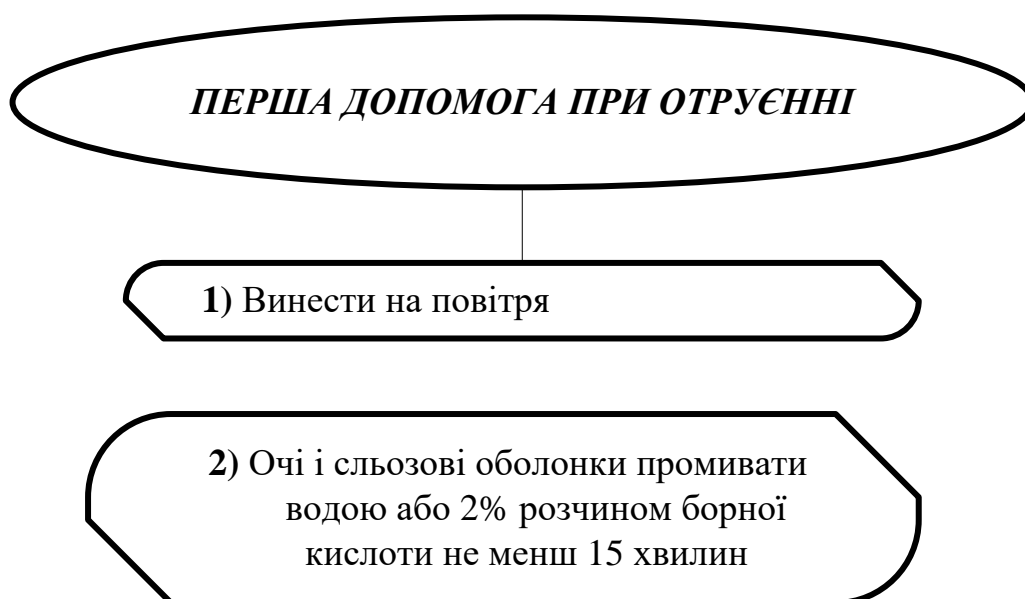 ПЕРША ДОПОМОГА ПРИ ОТРУЄННІ
1) Винести на повітря
2) Очі і сльозові оболонки промивати
водою або 2% розчином борної
кислоти не менш 15 хвилин